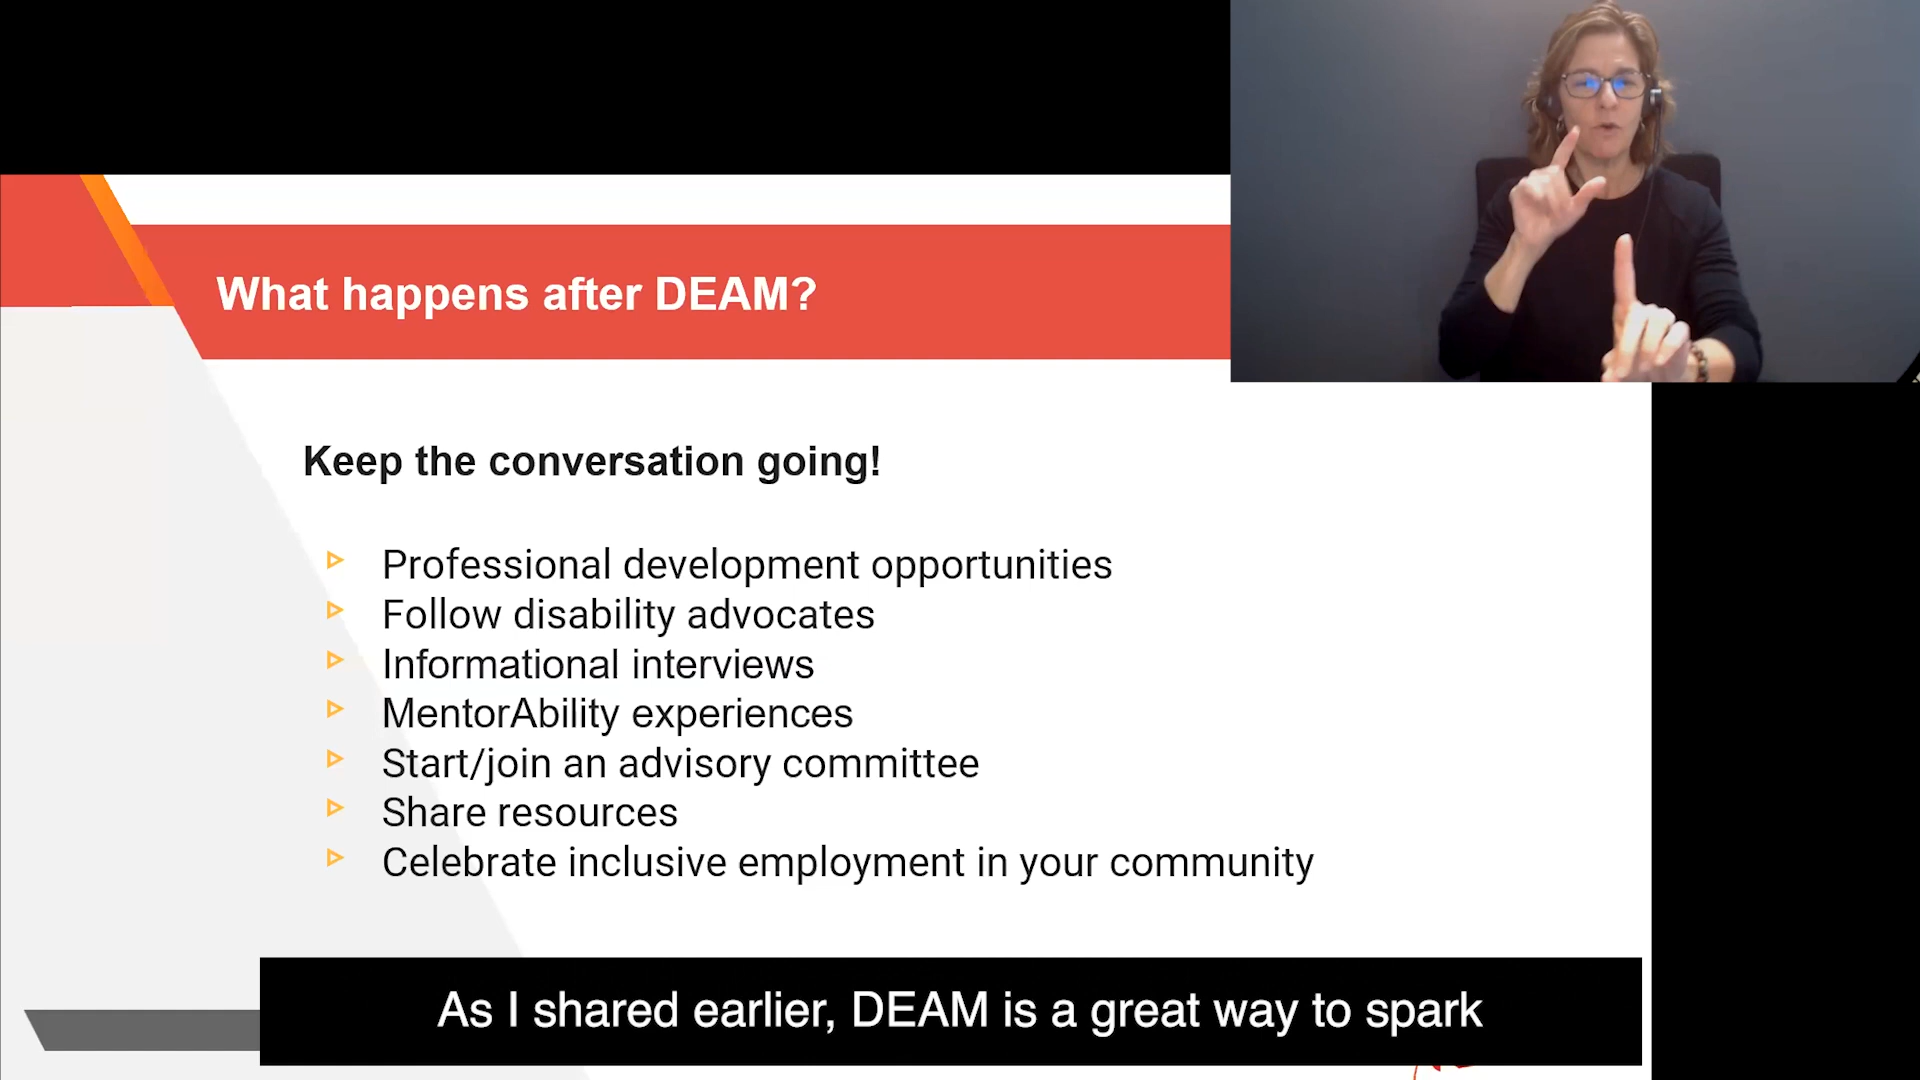 What happens after DEAM?
Keep the conversation going!
Professional development opportunities
Follow disability advocates
Informational interviews
MentorAbility experiences
Start/join an advisory committee
Share resources
Celebrate inclusive employment in your community
As I shared earlier, DEAM is a great way to spark